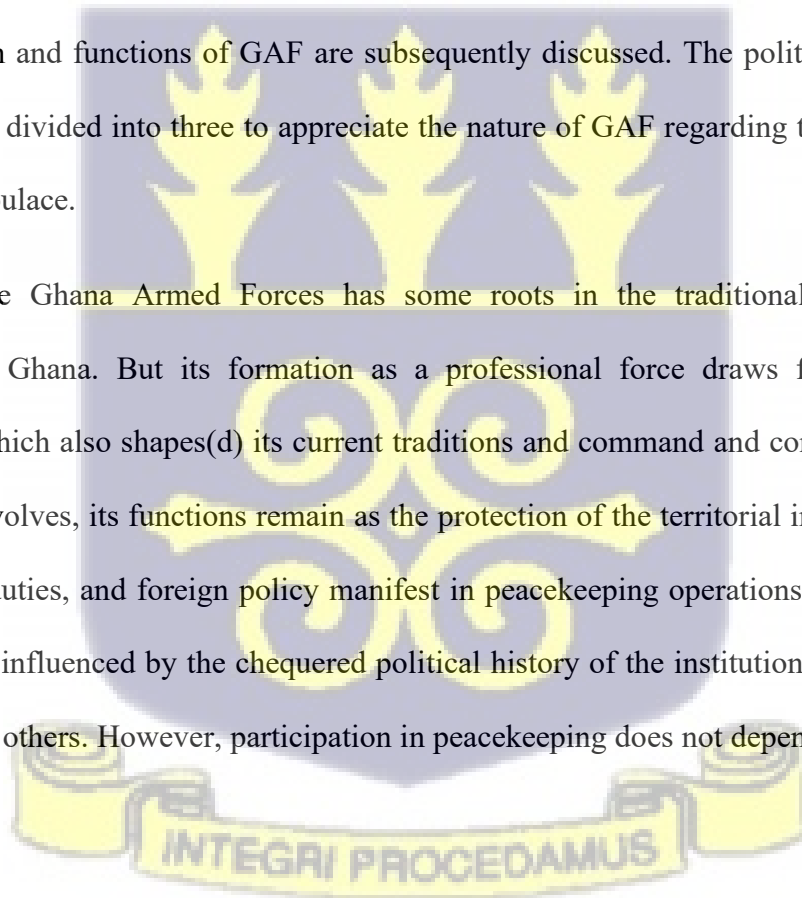 n and functions of GAF are subsequently discussed. The polit
divided into three to appreciate the nature of GAF regarding t
ulace.
e Ghana Armed Forces has some roots in the traditional
Ghana. But its formation as a professional force draws f
hich also shapes(d) its current traditions and command and co
volves, its functions remain as the protection of the territorial i
uties, and foreign policy manifest in peacekeeping operations
influenced by the chequered political history of the institution
others. However, participation in peacekeeping does not depen
INTEGRI PROCEDAMUS